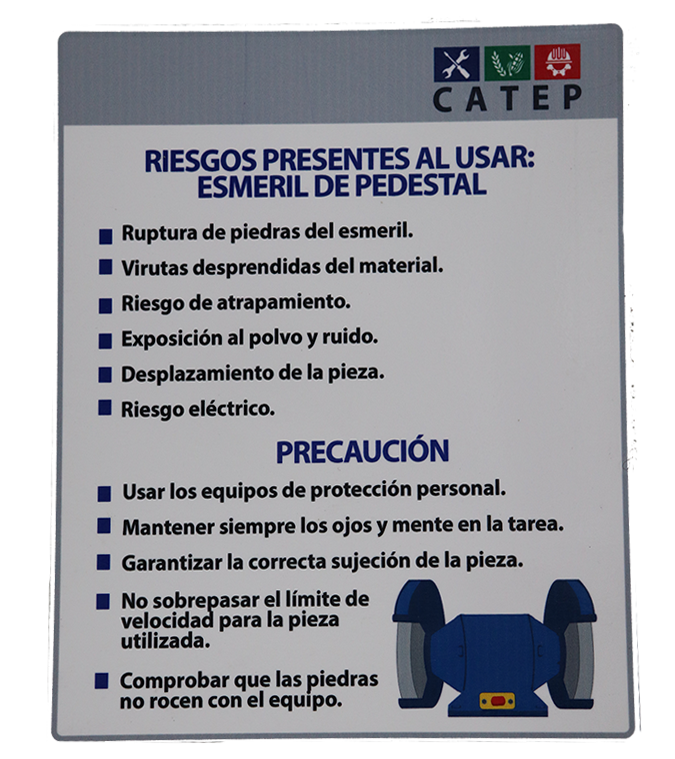 CATEP
RIESGOS PRESENTES AL USAR:
ESMERIL DE PEDESTAL
Ruptura de piedras del esmeril.
Virutas desprendidas del material.
Riesgo de atrapamiento.
Exposición al polvo y ruido.
Desplazamiento de la pieza.
Riesgo eléctrico.
PRECAUCIÓN
Usar los equipos de protección personal.
Mantener siempre los ojos y mente en la tarea.
Garantizar la correcta sujeción de la pieza.
No sobrepasar el límite de
velocidad para la pieza
utilizada.
Comprobar que las piedras
no rocen con el equipo.